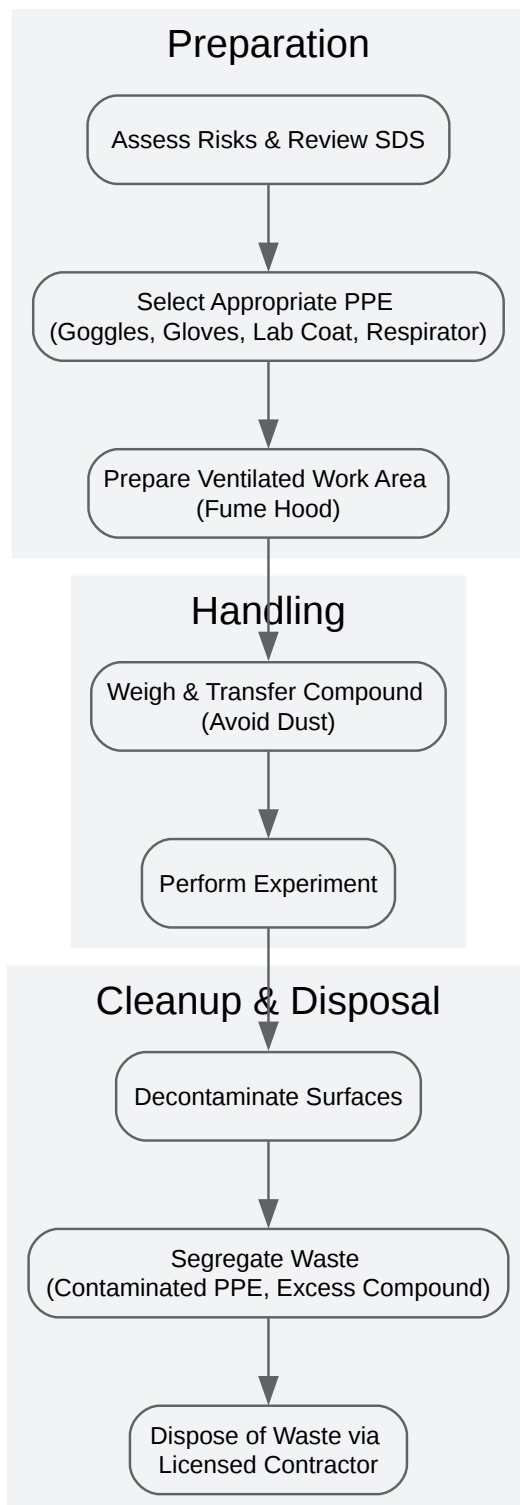 Preparation
Assess Risks & Review SDS
Select Appropriate PPE
(Goggles, Gloves, Lab Coat, Respirator)
Prepare Ventilated Work Area
(Fume Hood)
Handling
Weigh & Transfer Compound
(Avoid Dust)
Perform Experiment
Cleanup & Disposal
Decontaminate Surfaces
Segregate Waste
(Contaminated PPE, Excess Compound)
Dispose of Waste via
Licensed Contractor